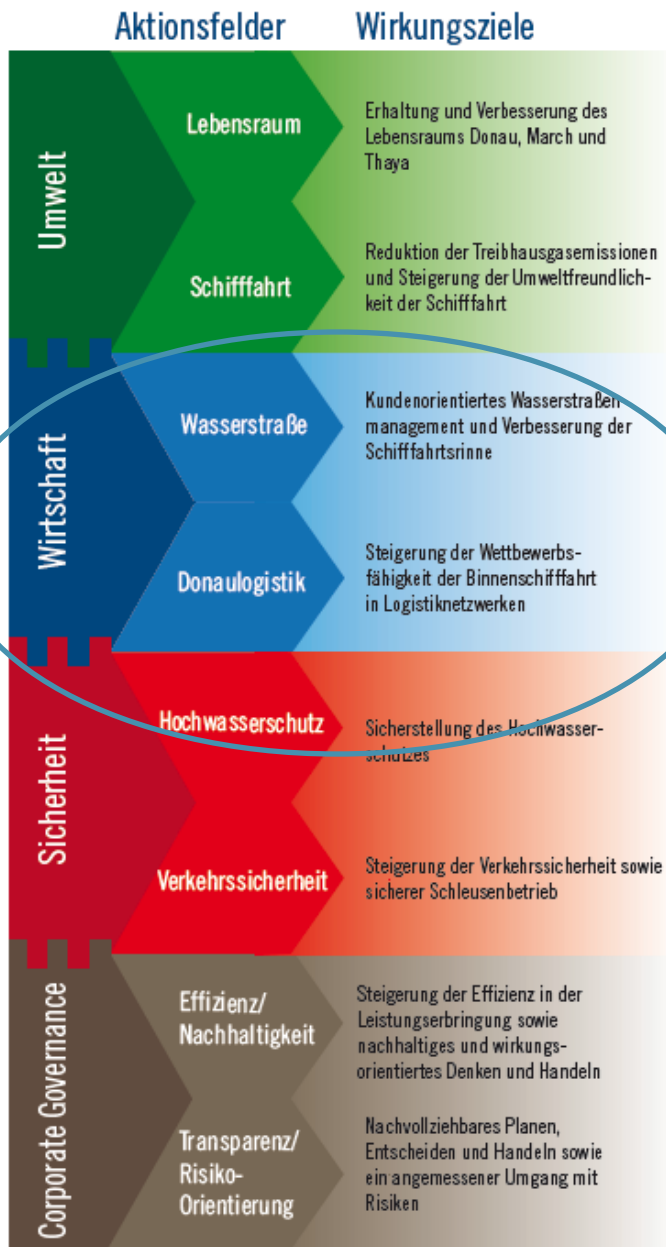 Aktionsfelder
Wirkungsziele
Umwelt
Lebensraum
Erhaltung und Verbesserung des
Lebensraums Donau, March und
Thaya
Schifffahrt
Reduktion der Treibhausgasemissionen
und Steigerung der Umweltfreundlich-
keit der Schifffahrt
Wirtschaft
Wasserstraße
Kundenorientiertes Wasserstraßen
management und Verbesserung der
Schifffahrtsrinne
Donaulogistik
Steigerung der Wettbewerbs-
fähigkeit der Binnenschifffahrt
in Logistiknetzwerken
Sicherheit
Hochwasserschutz
Sicherstellung des Hochwasser-
schutzes
Verkehrssicherheit
Steigerung der Verkehrssicherheit sowie
sicherer Schleusenbetrieb
Corporate Governance
Effizienz/
Nachhaltigkeit
Steigerung der Effizienz in der
Leistungserbringung sowie
nachhaltiges und wirkungs-
orientiertes Denken und Handeln
Transparenz/
Risiko-
Orientierung
Nachvollziehbares Planen,
Entscheiden und Handeln sowie
ein angemessener Umgang mit
Risiken